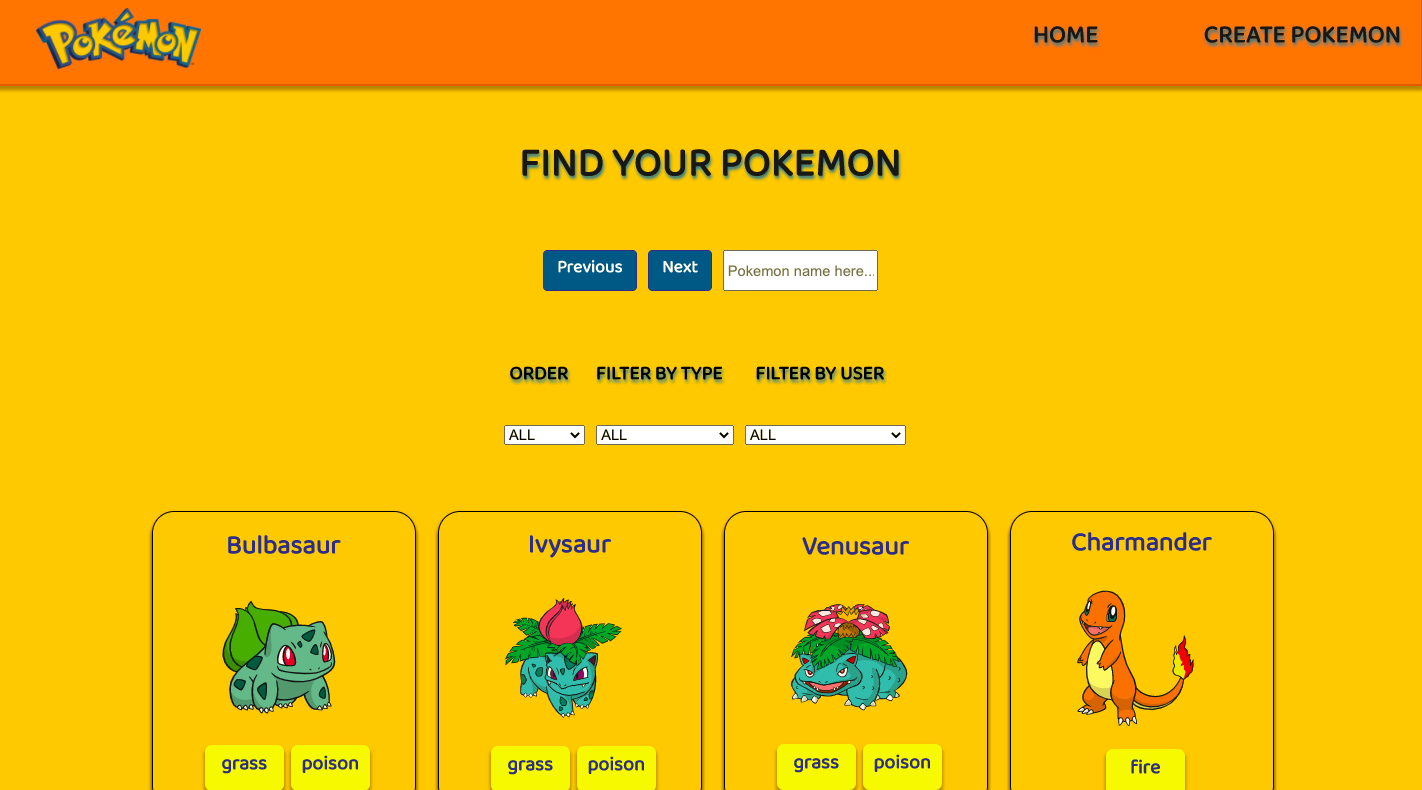 Pokémon
HOME
CREATE POKEMON
FIND YOUR POKEMON
Previous
Next
Pokemon name here...
ORDER
FILTER BY TYPE
FILTER BY USER
ALL
ALL
ALL
Bulbasaur
Ivysaur
Venusaur
Charmander
grass
poison
grass
poison
grass
poison
fire